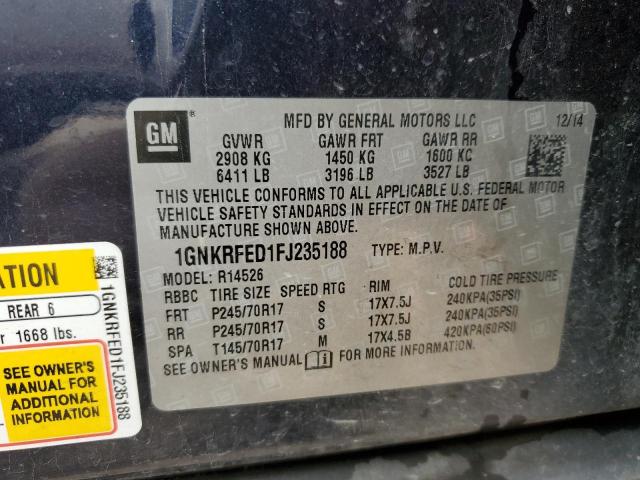 GM ®
MFD BY GENERAL MOTORS LLC 12/14
GVWR GAWR FRT GAWR RR
2908 KG 1450 KG 1600 KG
6411 LB 3196 LB 3527 LB
THIS VEHICLE CONFORMS TO ALL APPLICABLE U.S. FEDERAL MOTOR
VEHICLE SAFETY STANDARDS IN EFFECT ON THE DATE OF
MANUFACTURE SHOWN ABOVE.
1GNKRFED1FJ235188 TYPE: M.P.V.
MODEL: R14526
RBBC TIRE SIZE SPEED RTG RIM COLD TIRE PRESSURE
FRT P245/70R17 S 17X7.5J 240KPA(35PSI)
RR P245/70R17 S 17X7.5J 240KPA(35PSI)
SPA T145/70R17 M 17X4.5B 420KPA(60PSI)
SEE OWNER'S MANUAL FOR MORE INFORMATION.
ATION
REAR 6
r 1668 lbs.
SEE OWNER'S
MANUAL FOR
ADDITIONAL
INFORMATION
1GNKRFED1FJ235188